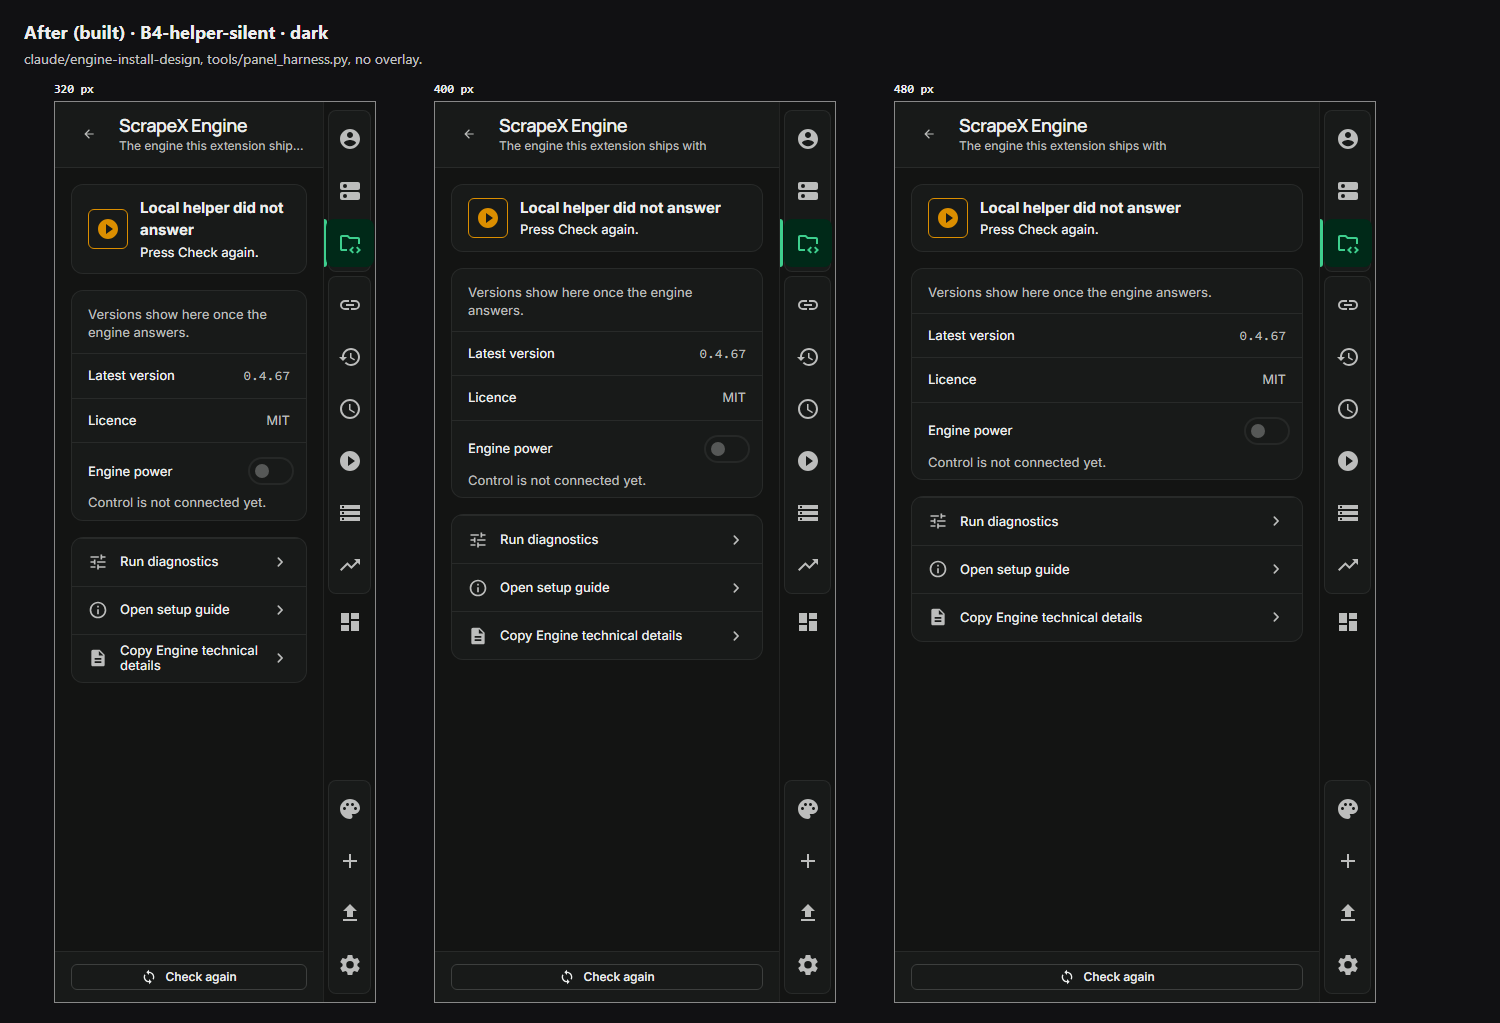 After (built) · B4-helper-silent · dark
claude/engine-install-design, tools/panel_harness.py, no overlay.
320 px
ScrapeX Engine
The engine this extension ship...
Local helper did not
answer
Press Check again.
Versions show here once the
engine answers.
Latest version 0.4.67
Licence MIT
Engine power
Control is not connected yet.
Run diagnostics
Open setup guide
Copy Engine technical
details
Check again
400 px
ScrapeX Engine
The engine this extension ships with
Local helper did not answer
Press Check again.
Versions show here once the engine
answers.
Latest version 0.4.67
Licence MIT
Engine power
Control is not connected yet.
Run diagnostics
Open setup guide
Copy Engine technical details
Check again
480 px
ScrapeX Engine
The engine this extension ships with
Local helper did not answer
Press Check again.
Versions show here once the engine answers.
Latest version 0.4.67
Licence MIT
Engine power
Control is not connected yet.
Run diagnostics
Open setup guide
Copy Engine technical details
Check again